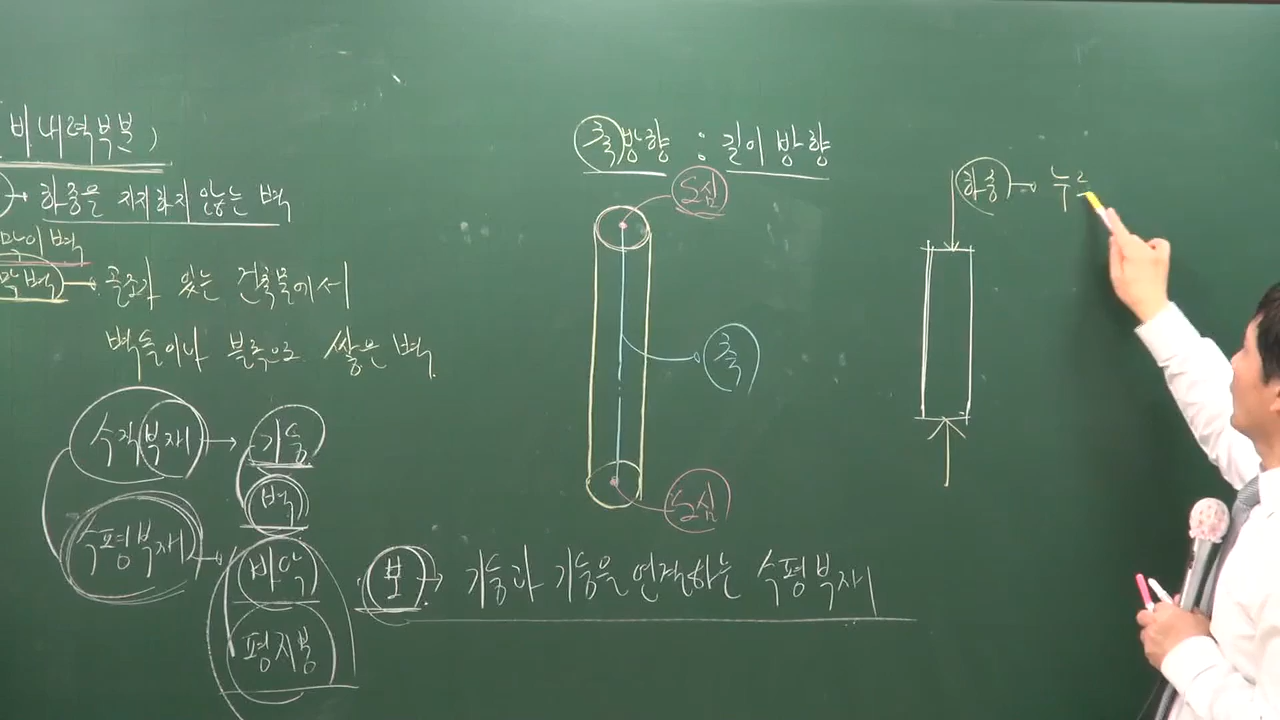 비내력부분)
하중을 지지하지 않는 벽
막이벽
막벽 → 골조가 있는 건축물에서
벽돌이나 블록으로 쌓은 벽.
수직부재 → 기둥
벽
수평부재 → 바닥
평지붕
보 → 기둥과 기둥을 연결하는 수평부재
축방향 : 길이 방향
도심
축
도심
하중 → 누르